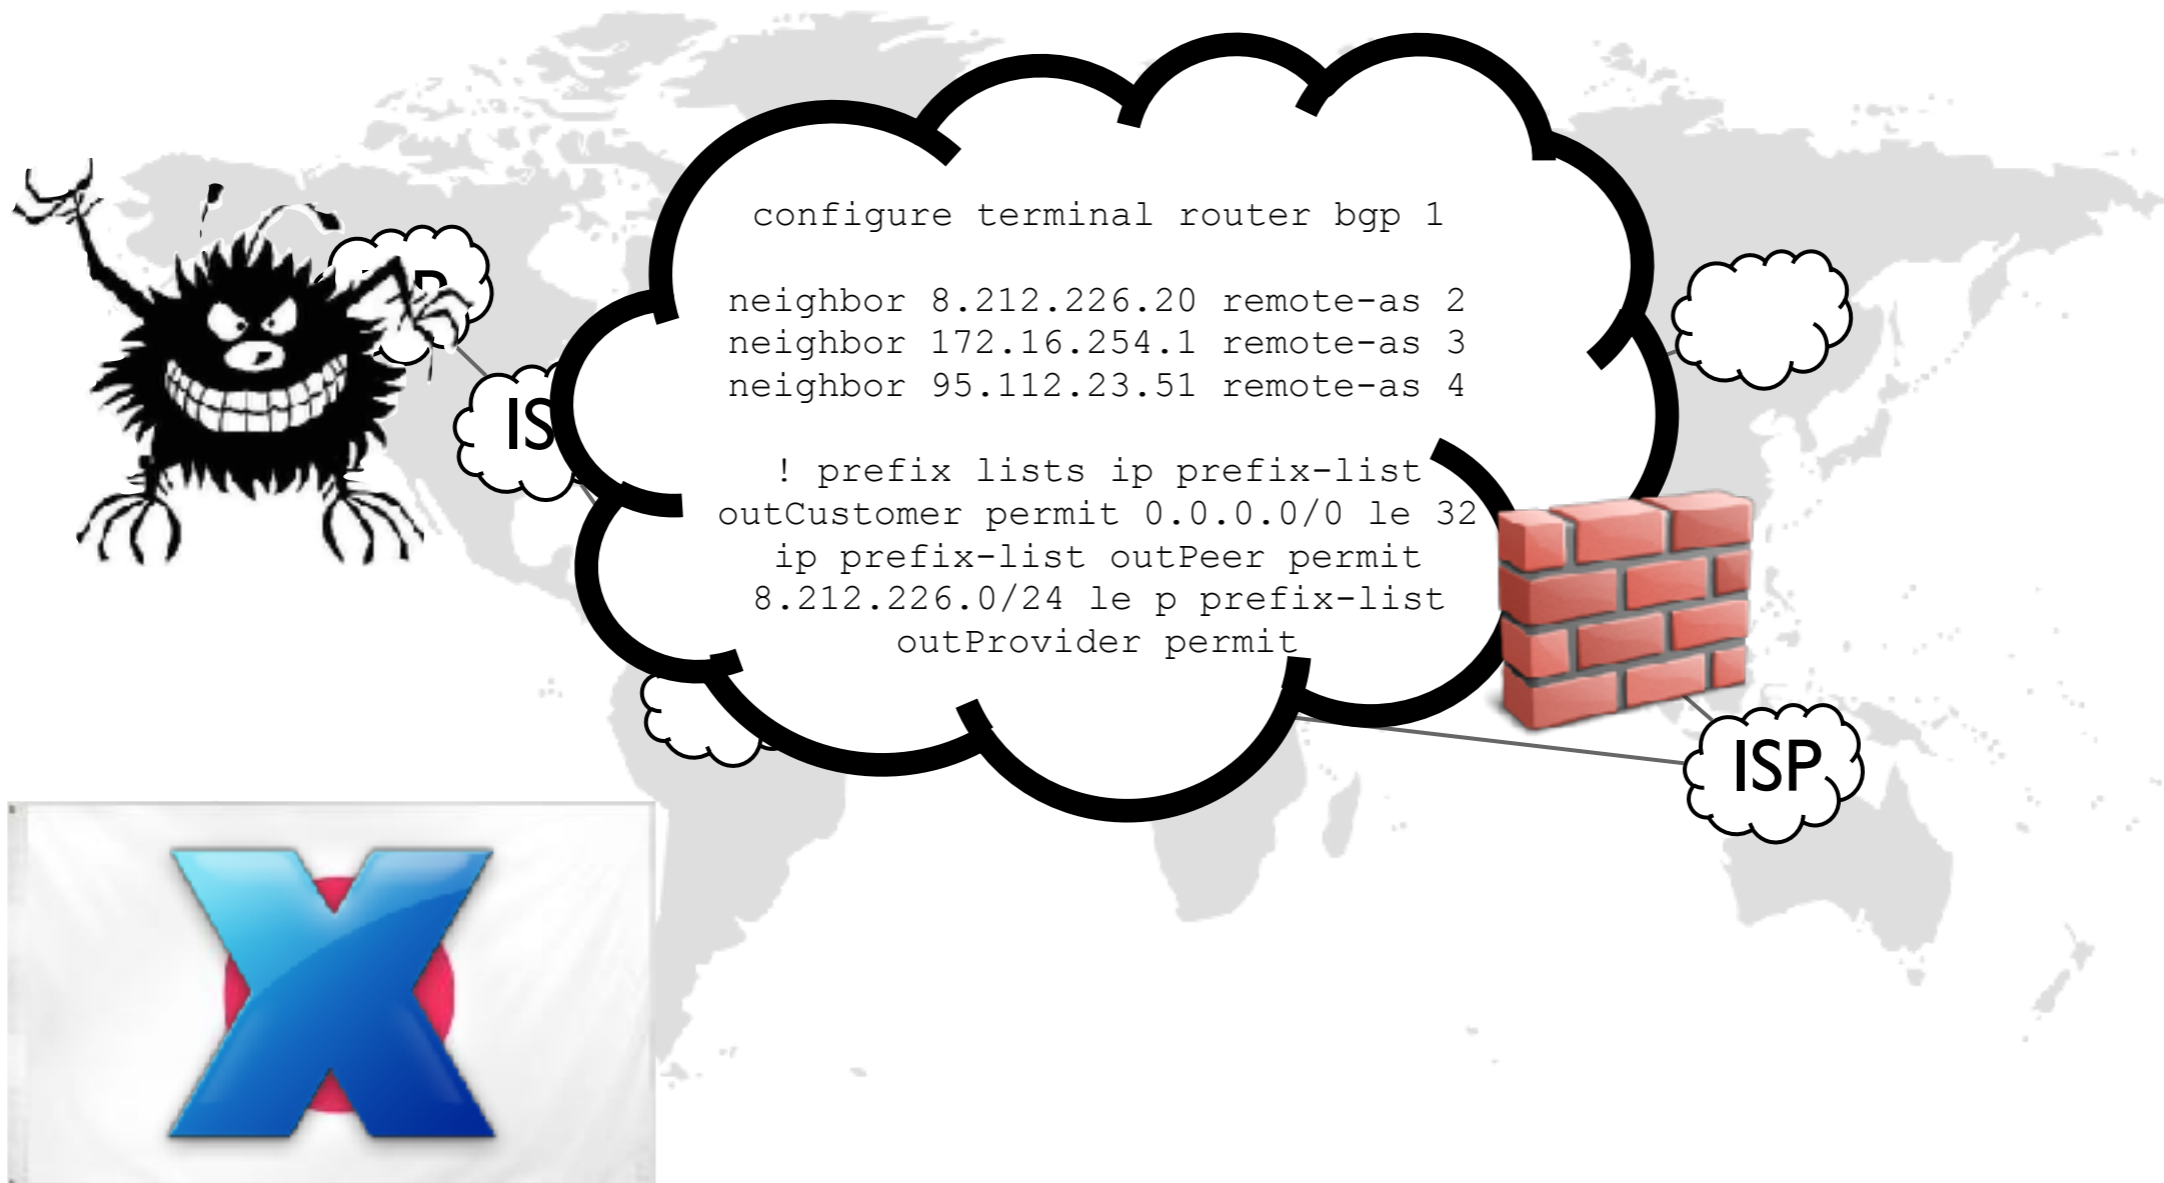 configure terminal router bgp 1
neighbor 8.212.226.20 remote-as 2
neighbor 172.16.254.1 remote-as 3
neighbor 95.112.23.51 remote-as 4
! prefix lists ip prefix-list
outCustomer permit 0.0.0.0/0 le 32
ip prefix-list outPeer permit
8.212.226.0/24 le p prefix-list
outProvider permit
IS
ISP
X